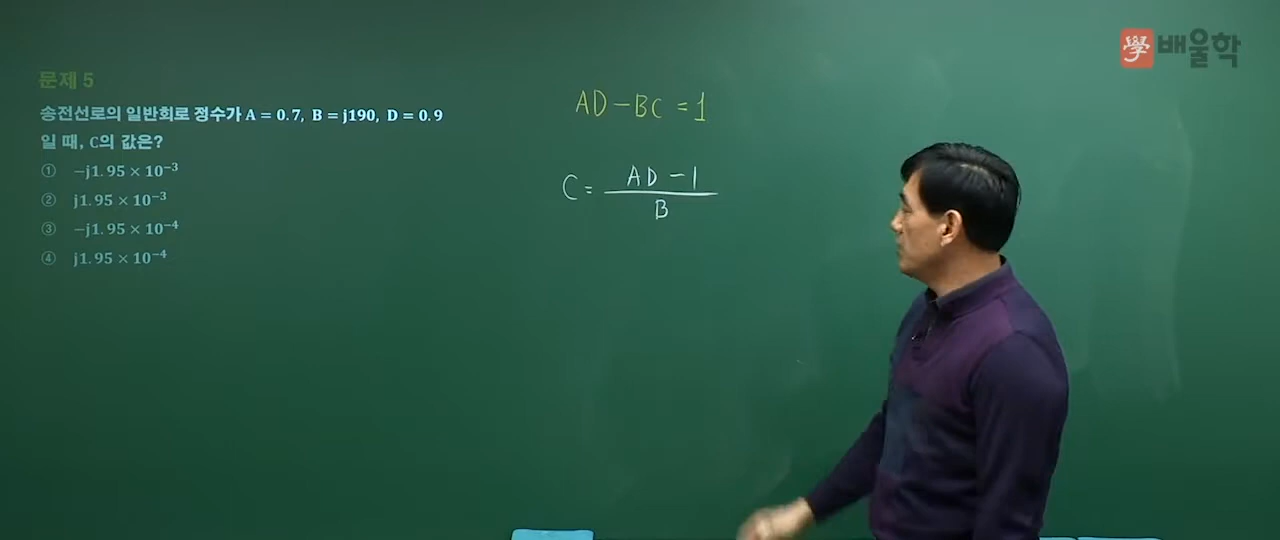 學배울학
문제 5
송전선로의 일반회로 정수가 A = 0.7, B = j190, D = 0.9
일 때, C의 값은?
① −j1.95 × 10⁻³
② j1.95 × 10⁻³
③ −j1.95 × 10⁻⁴
④ j1.95 × 10⁻⁴
AD − BC = 1
C = (AD − 1) / B